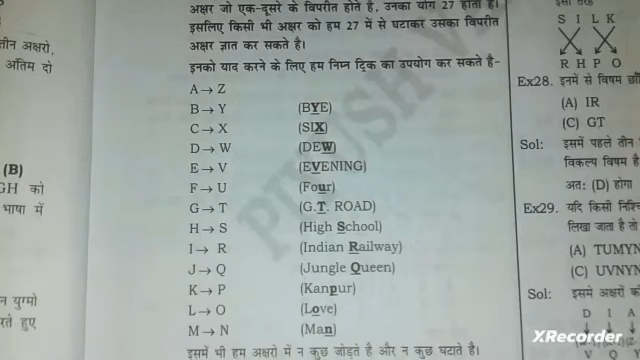 अक्षर जो एक-दूसरे के विपरीत होते है, उनका योग 27 होता है।
इसलिए किसी भी अक्षर को हम 27 में से घटाकर उसका विपरीत
अक्षर ज्ञात कर सकते है।
इनको याद करने के लिए हम निम्न ट्रिक का उपयोग कर सकते है-
A → Z
B → Y (BYE)
C → X (SIX)
D → W (DEW)
E → V (EVENING)
F → U (Four)
G → T (G.T. ROAD)
H → S (High School)
I → R (Indian Railway)
J → Q (Jungle Queen)
K → P (Kanpur)
L → O (Love)
M → N (Man)
इसमें भी हम अक्षरो में न कुछ जोड़ते है और न कुछ घटाते है।
तीन अक्षरो,
अंतिम दो
(B)
GH को
भाषा में
न युग्मो
रते हुए
S I L K
R H P O
Ex28. इनमें से विषम
(A) IR
(C) GT
Sol: इसमें पहले तीन
विकल्प विषम है
अतः (D) होगा
Ex29. यदि किसी
लिखा जाता है तो
(A) TUMYN
(C) UVNYN
Sol: इसमे अक्षरों
D I A
V Q
PIYUSH
XRecorder